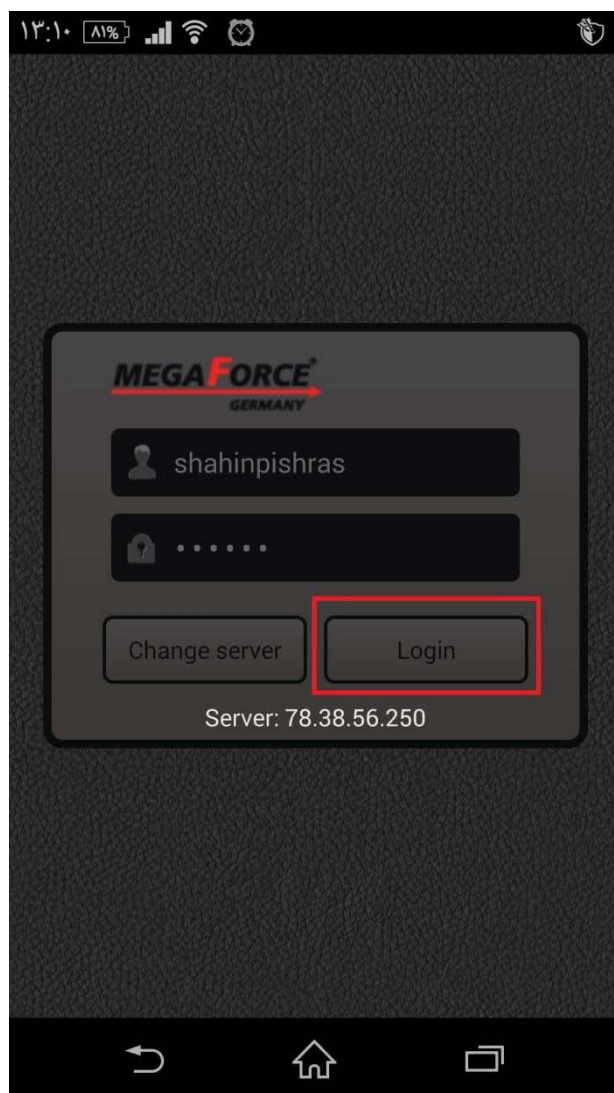 ۱۳:۱۰ ۸۱%
MEGAFORCE
GERMANY
shahinpishras
Change server Login
Server: 78.38.56.250